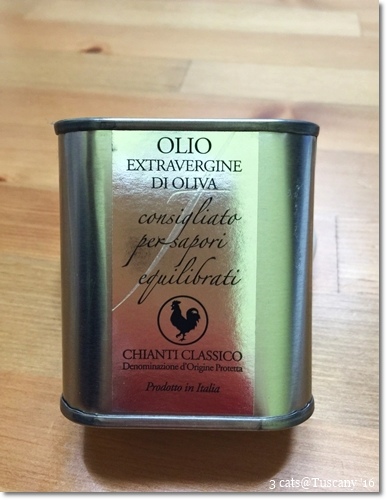 OLIO
EXTRAVERGINE
DI OLIVA
consigliato
per sapori
equilibrati
CHIANTI CLASSICO
Denominazione d'Origine Protetta
Prodotto in Italia
3 cats@Tuscany '16